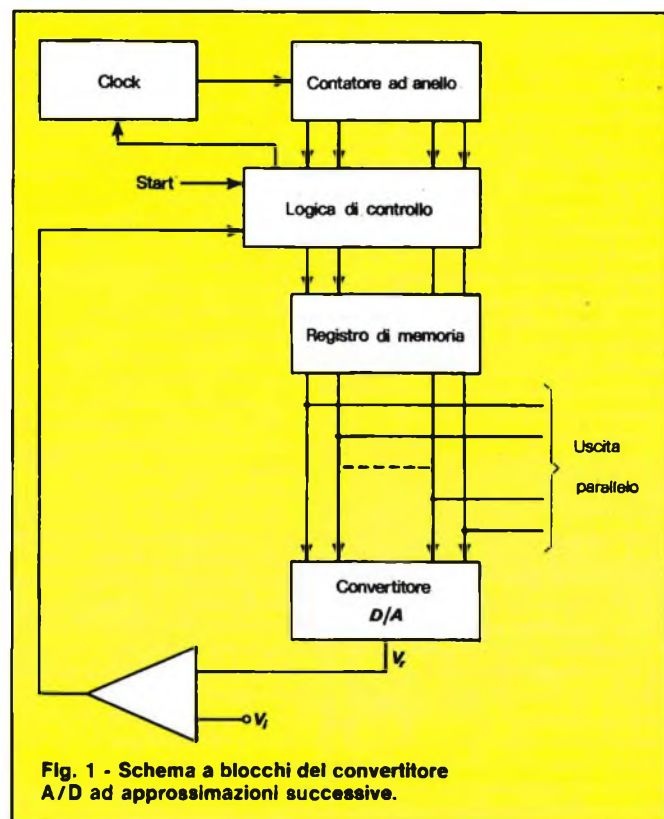 Clock
Contatore ad anello
Start
Logica di controllo
Registro di memoria
Uscita
parallelo
Convertitore
D/A
Vr
Vi
Fig. 1 - Schema a blocchi del convertitore
A/D ad approssimazioni successive.